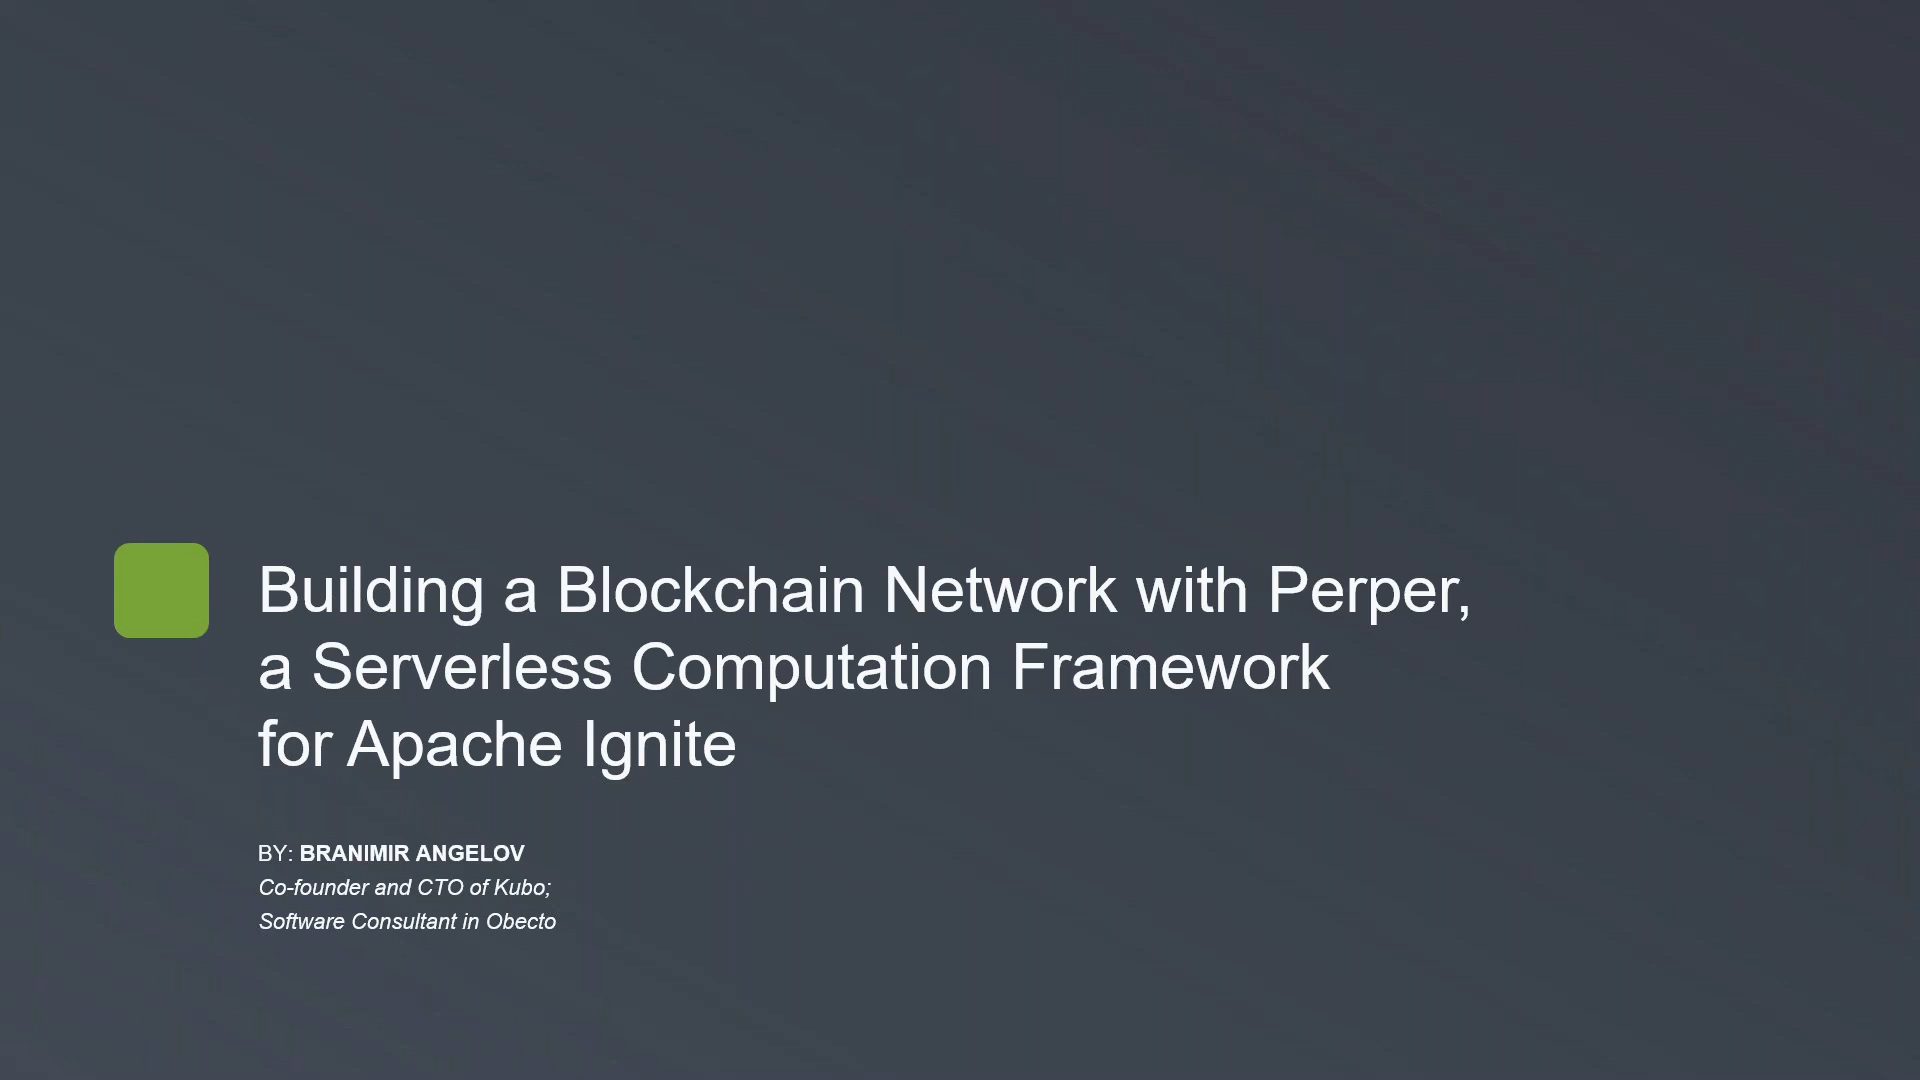 Building a Blockchain Network with Perper,
a Serverless Computation Framework
for Apache Ignite
BY: BRANIMIR ANGELOV
Co-founder and CTO of Kubo;
Software Consultant in Obecto